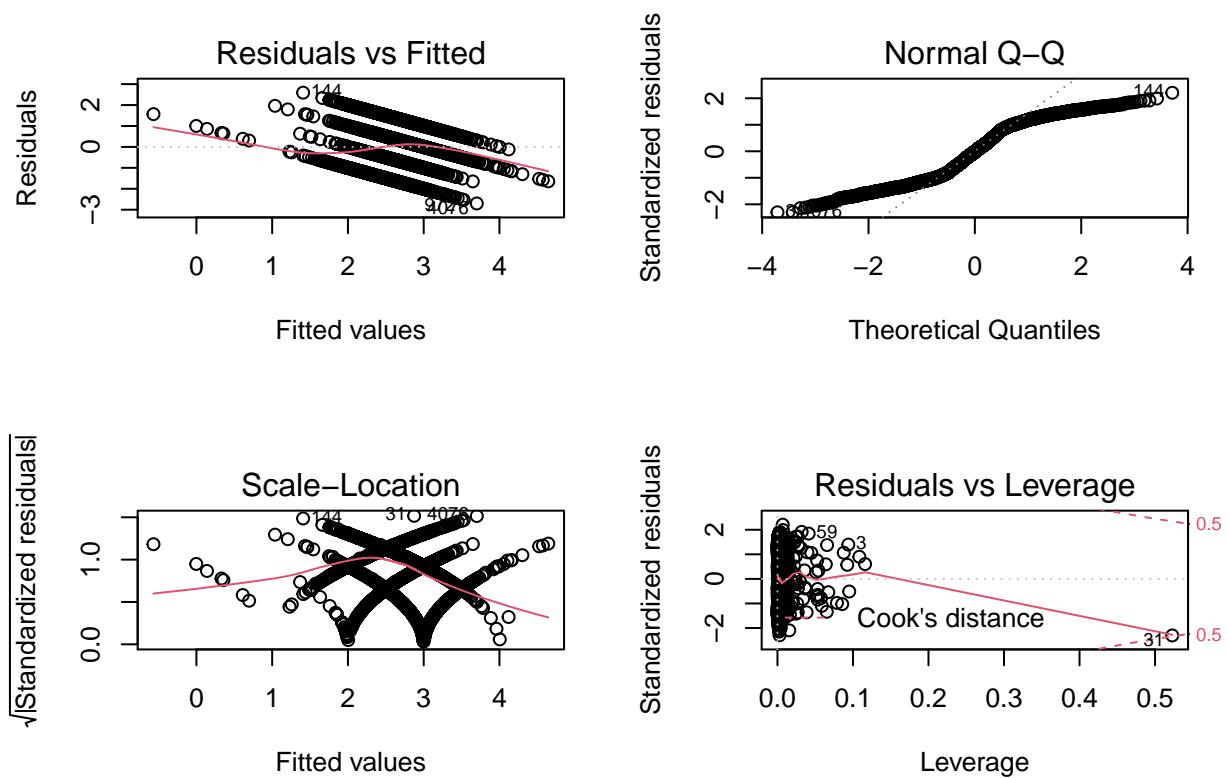 Residuals vs Fitted
Residuals
2
0
−3
144
4076
0 1 2 3 4
Fitted values
Normal Q−Q
Standardized residuals
2
0
−2
144
−4 −2 0 2 4
Theoretical Quantiles
Scale−Location
√|Standardized residuals|
1.0
0.0
144
31
4076
0 1 2 3 4
Fitted values
Residuals vs Leverage
Standardized residuals
2
0
−2
59
3
31
Cook's distance
0.5
0.5
0.0 0.1 0.2 0.3 0.4 0.5
Leverage